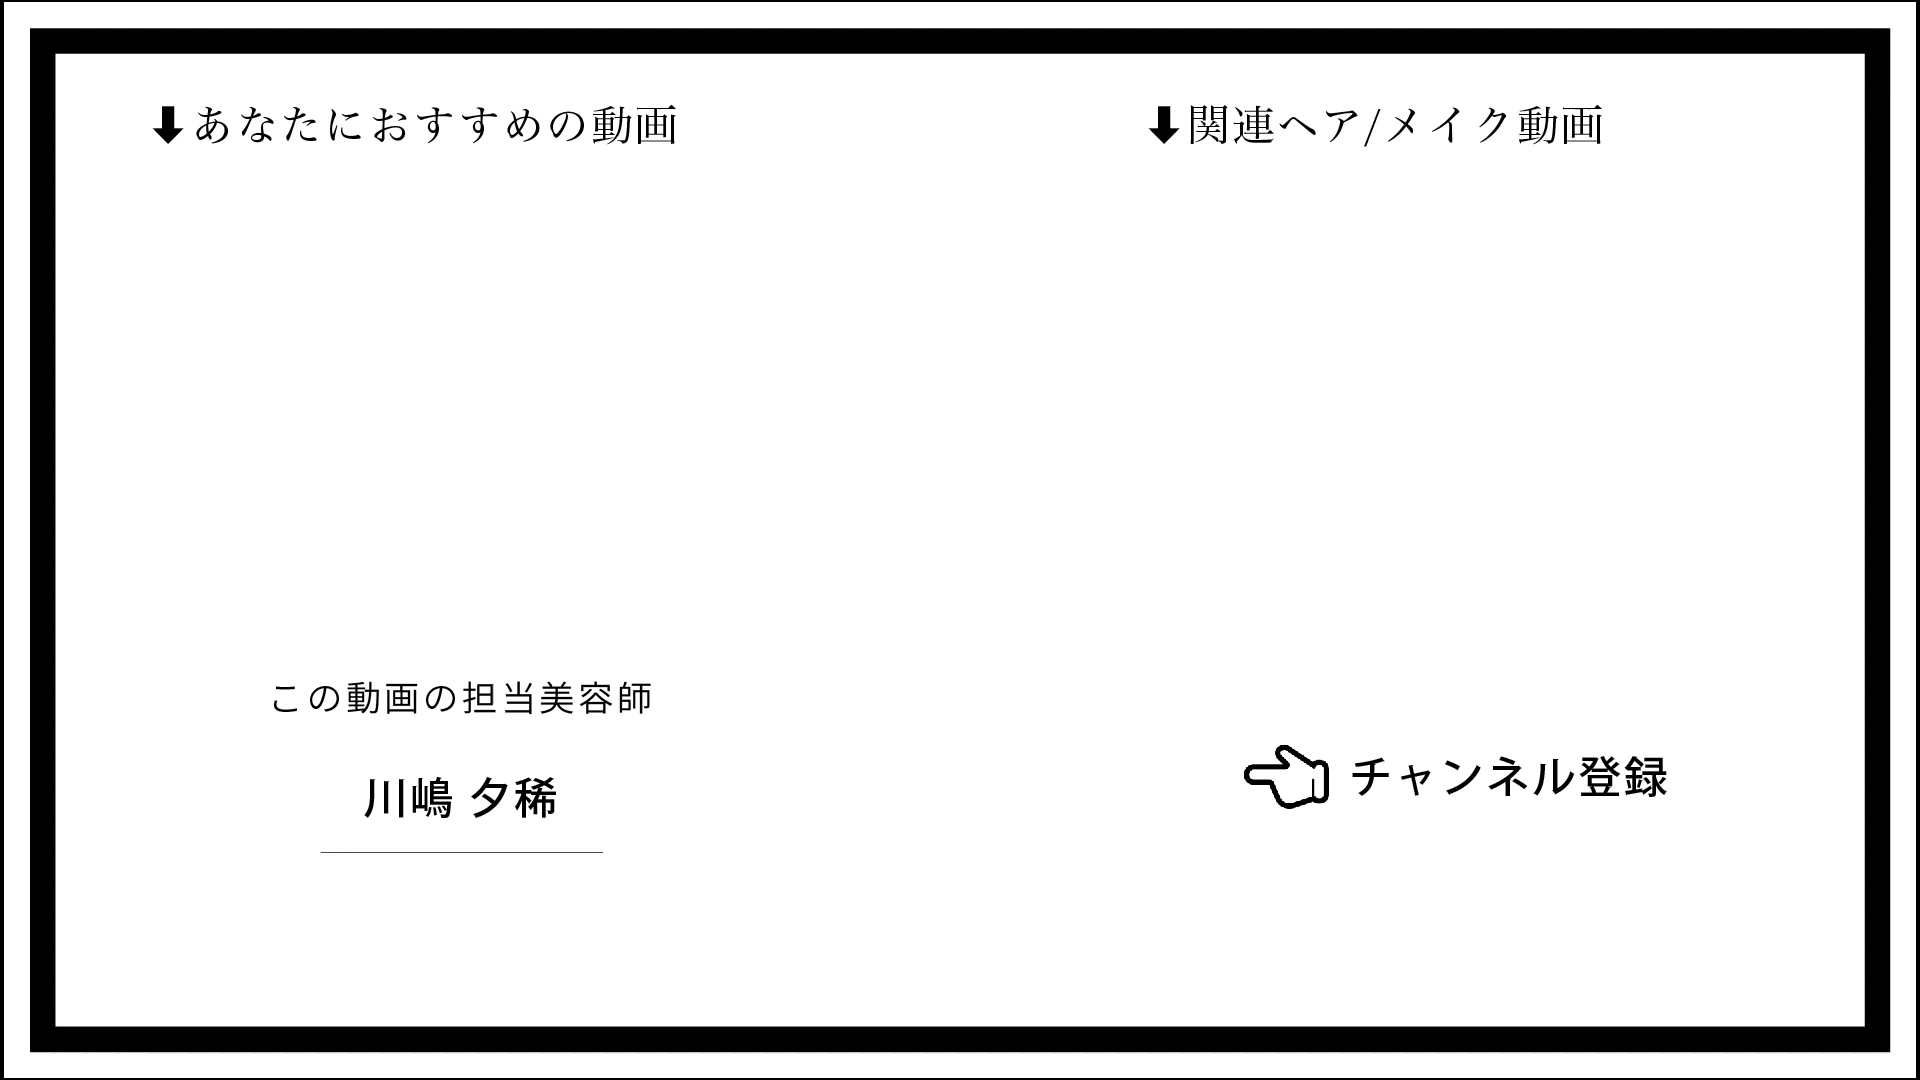 ⬇あなたにおすすめの動画
⬇関連ヘア/メイク動画
この動画の担当美容師
川嶋 夕稀
チャンネル登録